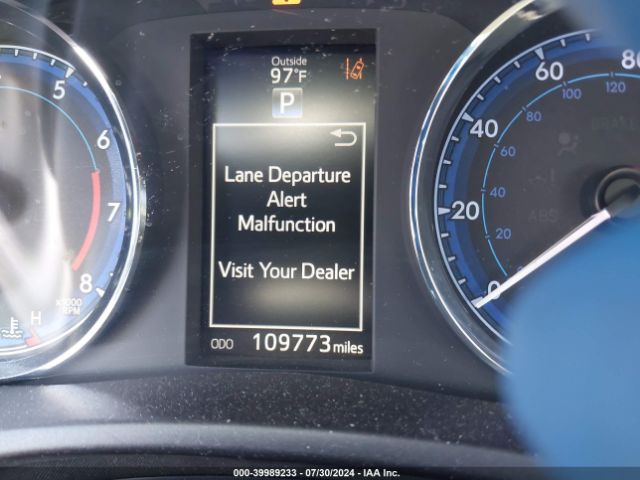 Outside
97°F
P
Lane Departure
Alert
Malfunction
Visit Your Dealer
ODO 109773 miles
5
6
7
8
x1000
RPM
H
0
20
40
60
80
20
40
60
80
100
120
ABS
000-39989233 - 07/30/2024 - IAA Inc.